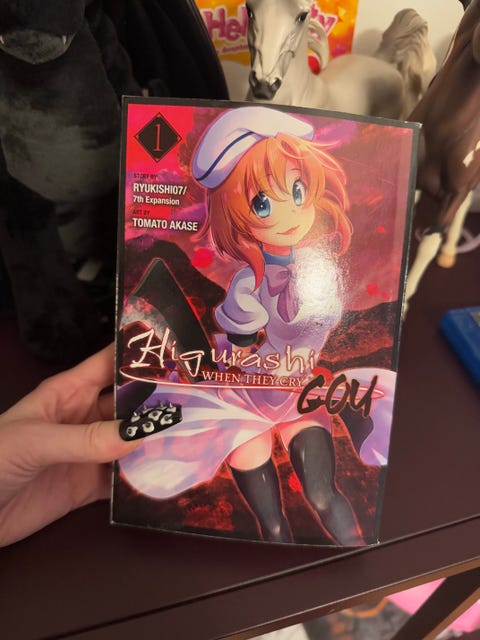 1
STORY BY
RYUKISHI07/
7th Expansion
ART BY
TOMATO AKASE
Higurashi
WHEN THEY CRY
GOU